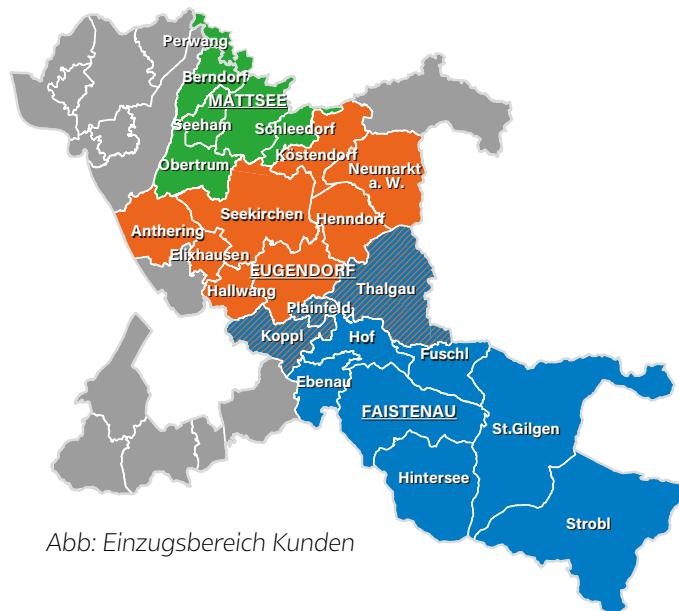 Perwang
Berndorf
MATTSEE
Seeham
Schleedorf
Obertrum
Köstendorf
Neumarkt
a. W.
Seekirchen
Henndorf
Anthering
Elixhausen
EUGENDORF
Hallwang
Thalgau
Plainfeld
Koppl
Hof
Fuschl
Ebenau
FAISTENAU
St.Gilgen
Hintersee
Strobl
Abb: Einzugsbereich Kunden